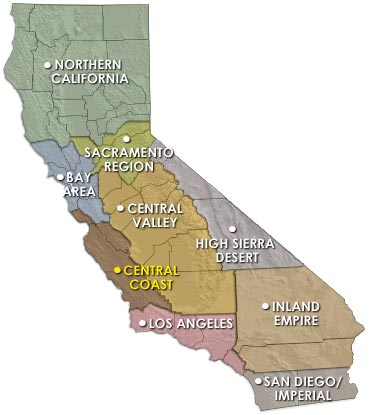 NORTHERN
CALIFORNIA
SACRAMENTO
REGION
BAY
AREA
CENTRAL
VALLEY
HIGH SIERRA
DESERT
CENTRAL
COAST
INLAND
EMPIRE
LOS ANGELES
SAN DIEGO/
IMPERIAL